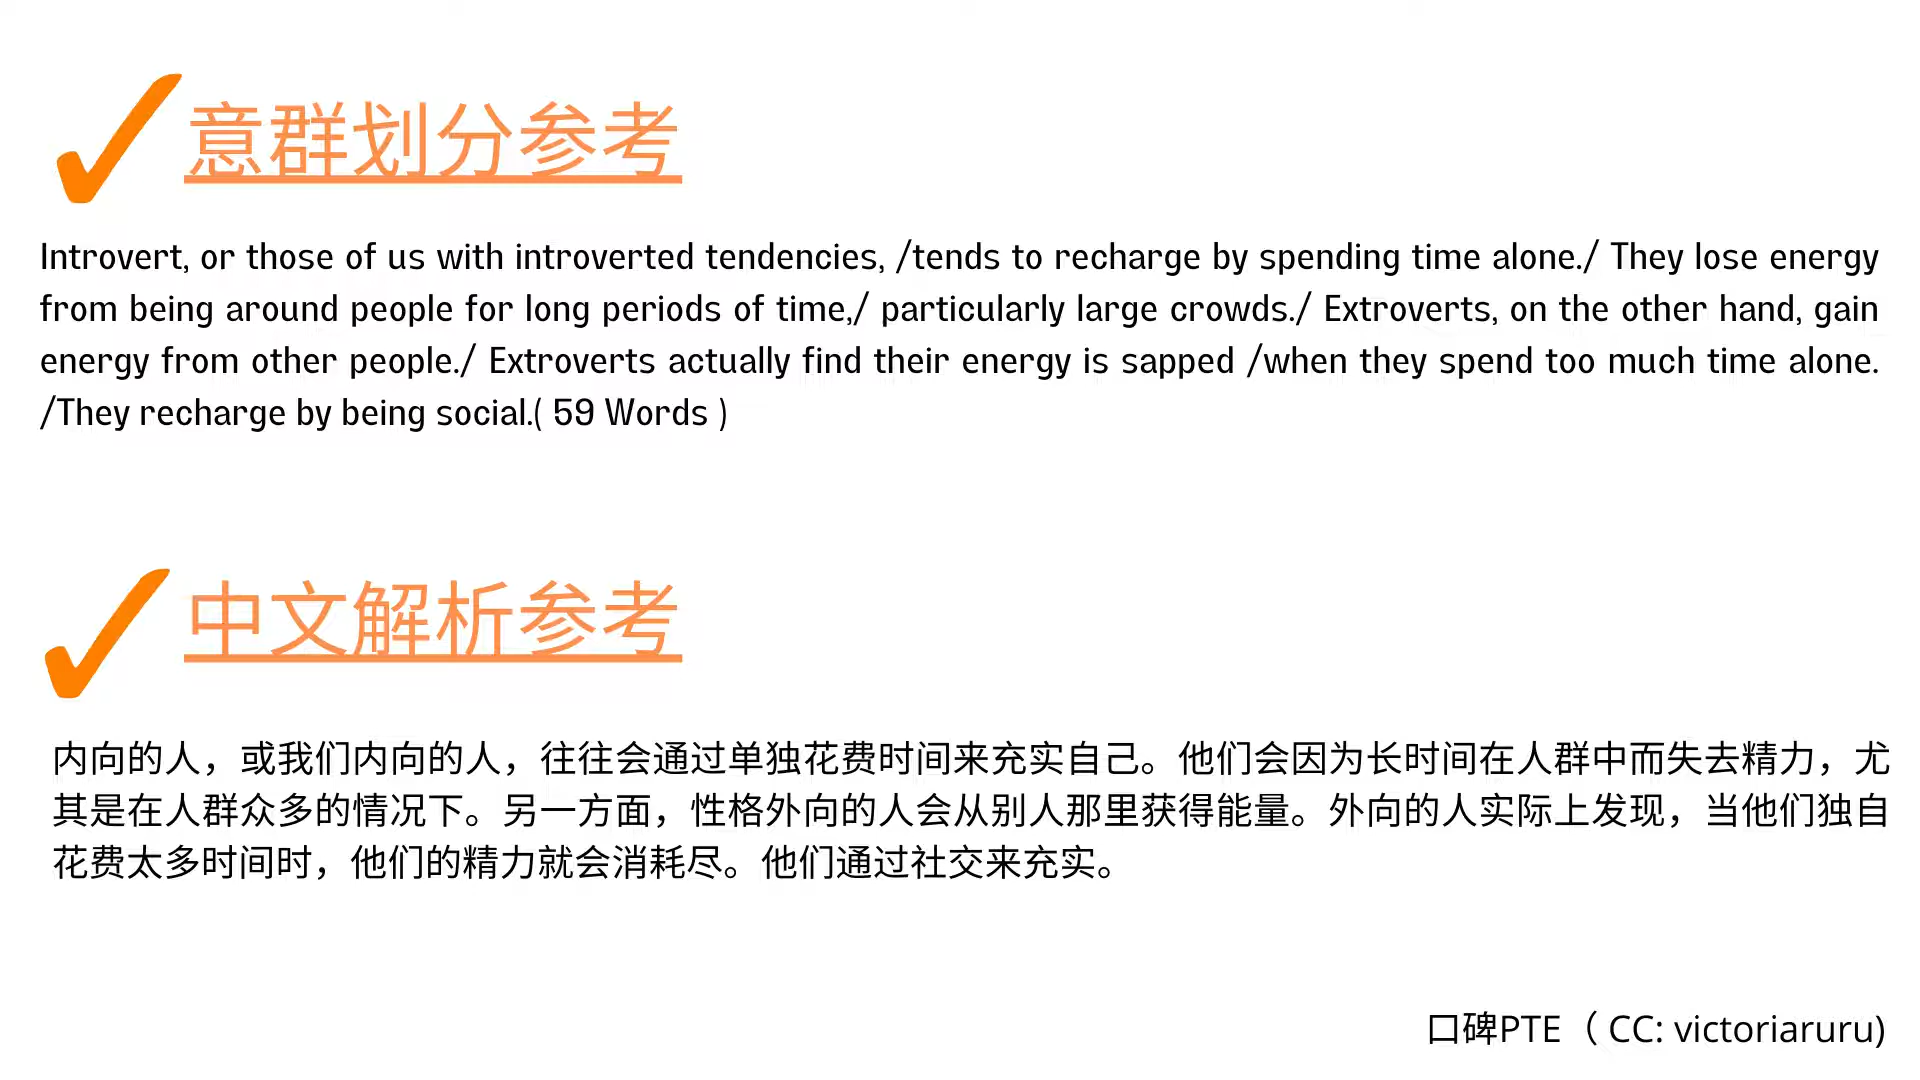 意群划分参考
Introvert, or those of us with introverted tendencies, /tends to recharge by spending time alone./ They lose energy
from being around people for long periods of time,/ particularly large crowds./ Extroverts, on the other hand, gain
energy from other people./ Extroverts actually find their energy is sapped /when they spend too much time alone.
/They recharge by being social.( 59 Words )
中文解析参考
内向的人，或我们内向的人，往往会通过单独花费时间来充实自己。他们会因为长时间在人群中而失去精力，尤
其是在人群众多的情况下。另一方面，性格外向的人会从别人那里获得能量。外向的人实际上发现，当他们独自
花费太多时间时，他们的精力就会消耗尽。他们通过社交来充实。
口碑PTE（ CC: victoriaruru)